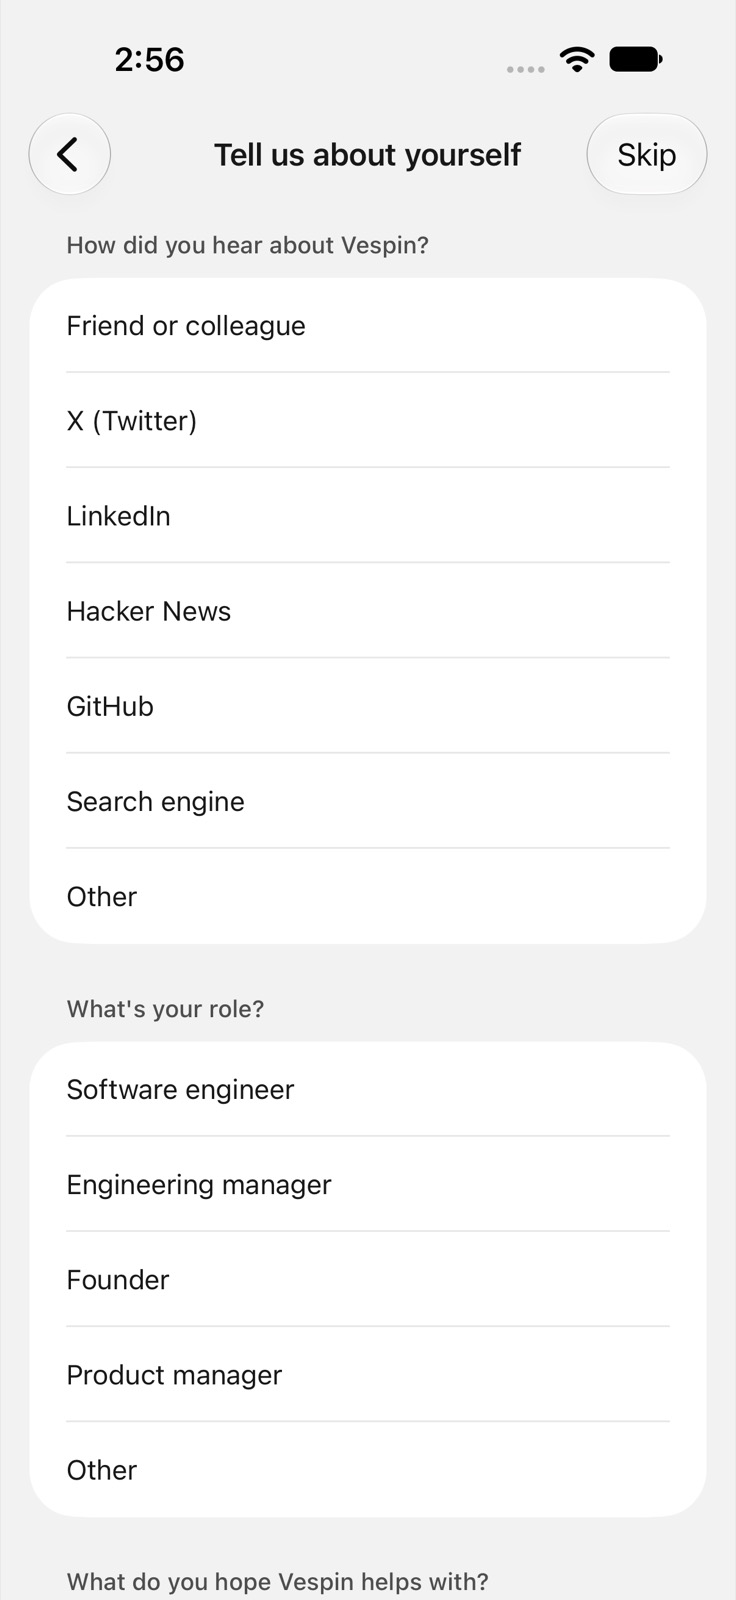 2:56
Tell us about yourself
Skip
How did you hear about Vespin?
Friend or colleague
X (Twitter)
LinkedIn
Hacker News
GitHub
Search engine
Other
What's your role?
Software engineer
Engineering manager
Founder
Product manager
Other
What do you hope Vespin helps with?